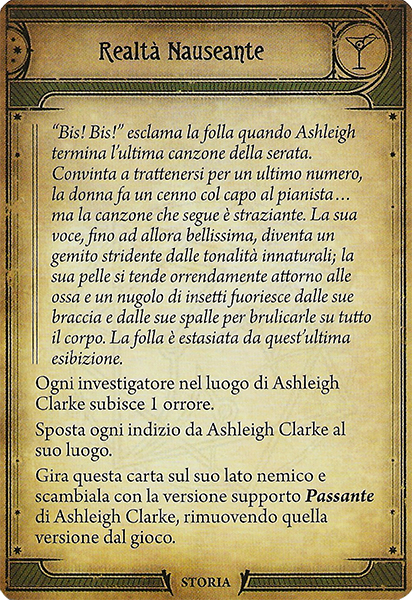 Realtà Nauseante
“Bis! Bis!” esclama la folla quando Ashleigh
termina l’ultima canzone della serata.
Convinta a trattenersi per un ultimo numero,
la donna fa un cenno col capo al pianista…
ma la canzone che segue è straziante. La sua
voce, fino ad allora bellissima, diventa un
gemito stridente dalle tonalità innaturali; la
sua pelle si tende orrendamente attorno alle
ossa e un nugolo di insetti fuoriesce dalle sue
braccia e dalle sue spalle per brulicarle su tutto
il corpo. La folla è estasiata da quest’ultima
esibizione.
Ogni investigatore nel luogo di Ashleigh
Clarke subisce 1 orrore.
Sposta ogni indizio da Ashleigh Clarke al
suo luogo.
Gira questa carta sul suo lato nemico e
scambiala con la versione supporto Passante
di Ashleigh Clarke, rimuovendo quella
versione dal gioco.
STORIA